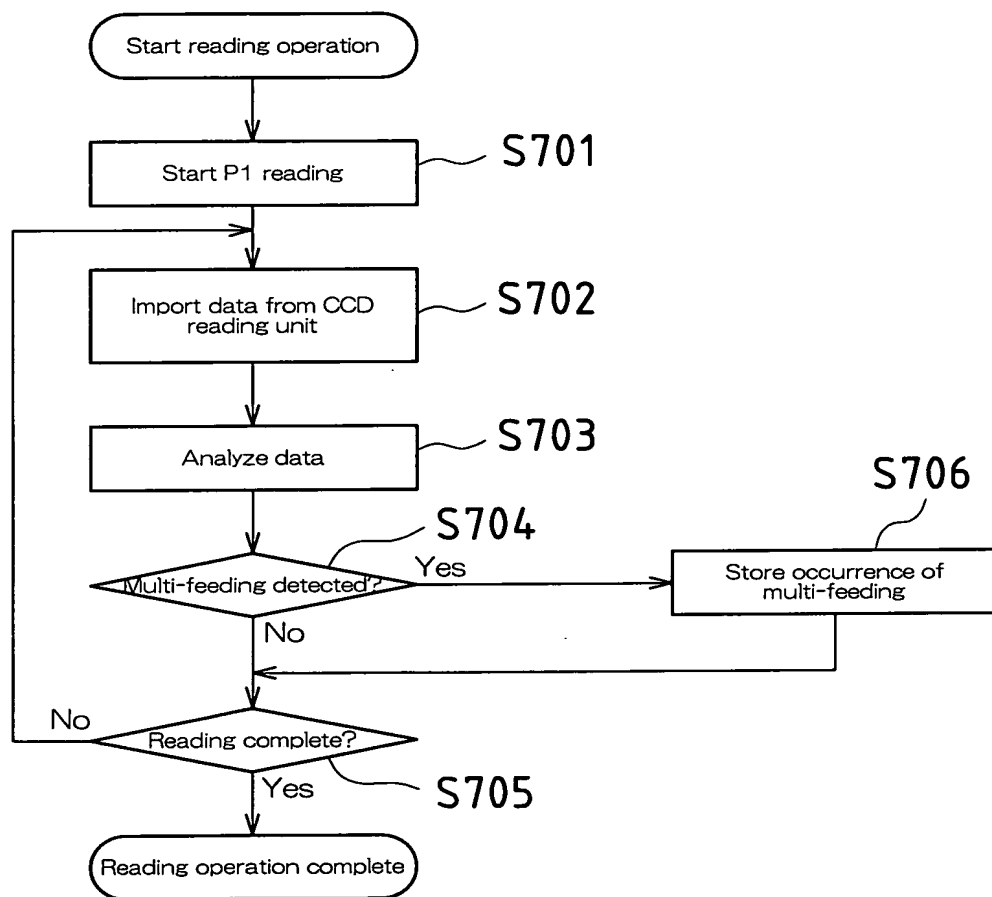 Start reading operation
Start P1 reading
S701
Import data from CCD
reading unit
S702
Analyze data
S703
S704
Multi-feeding detected?
Yes
No
S706
Store occurrence of
multi-feeding
No
Reading complete?
Yes
S705
Reading operation complete